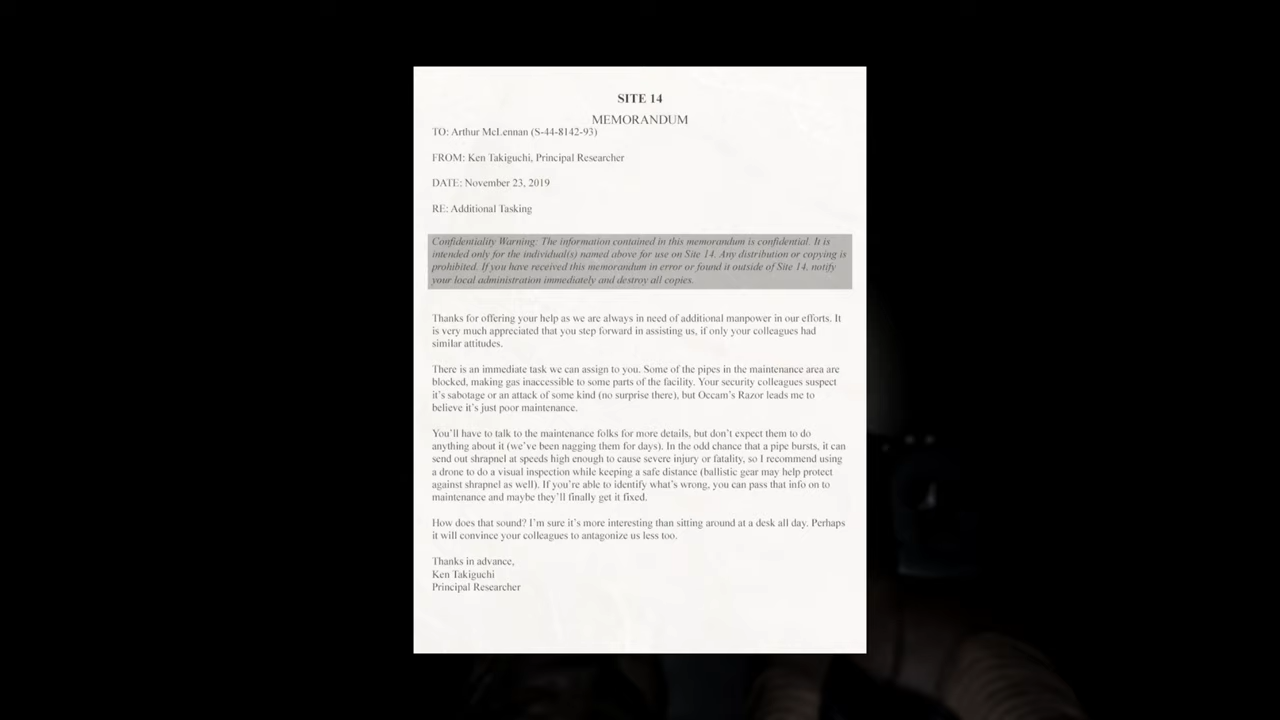 SITE 14
MEMORANDUM
TO: Arthur McLennan (S-44-8142-93)
FROM: Ken Takiguchi, Principal Researcher
DATE: November 23, 2019
RE: Additional Tasking
Confidentiality Warning: The information contained in this memorandum is confidential. It is
intended only for the individual(s) named above for use on Site 14. Any distribution or copying is
prohibited. If you have received this memorandum in error or found it outside of Site 14, notify
your local administration immediately and destroy all copies.
Thanks for offering your help as we are always in need of additional manpower in our efforts. It
is very much appreciated that you step forward in assisting us, if only your colleagues had
similar attitudes.
There is an immediate task we can assign to you. Some of the pipes in the maintenance area are
blocked, making gas inaccessible to some parts of the facility. Your security colleagues suspect
it's sabotage or an attack of some kind (no surprise there), but Occam's Razor leads me to
believe it's just poor maintenance.
You'll have to talk to the maintenance folks for more details, but don't expect them to do
anything about it (we've been nagging them for days). In the odd chance that a pipe bursts, it can
send out shrapnel at speeds high enough to cause severe injury or fatality, so I recommend using
a drone to do a visual inspection while keeping a safe distance (ballistic gear may help protect
against shrapnel as well). If you're able to identify what's wrong, you can pass that info on to
maintenance and maybe they'll finally get it fixed.
How does that sound? I'm sure it's more interesting than sitting around at a desk all day. Perhaps
it will convince your colleagues to antagonize us less too.
Thanks in advance,
Ken Takiguchi
Principal Researcher